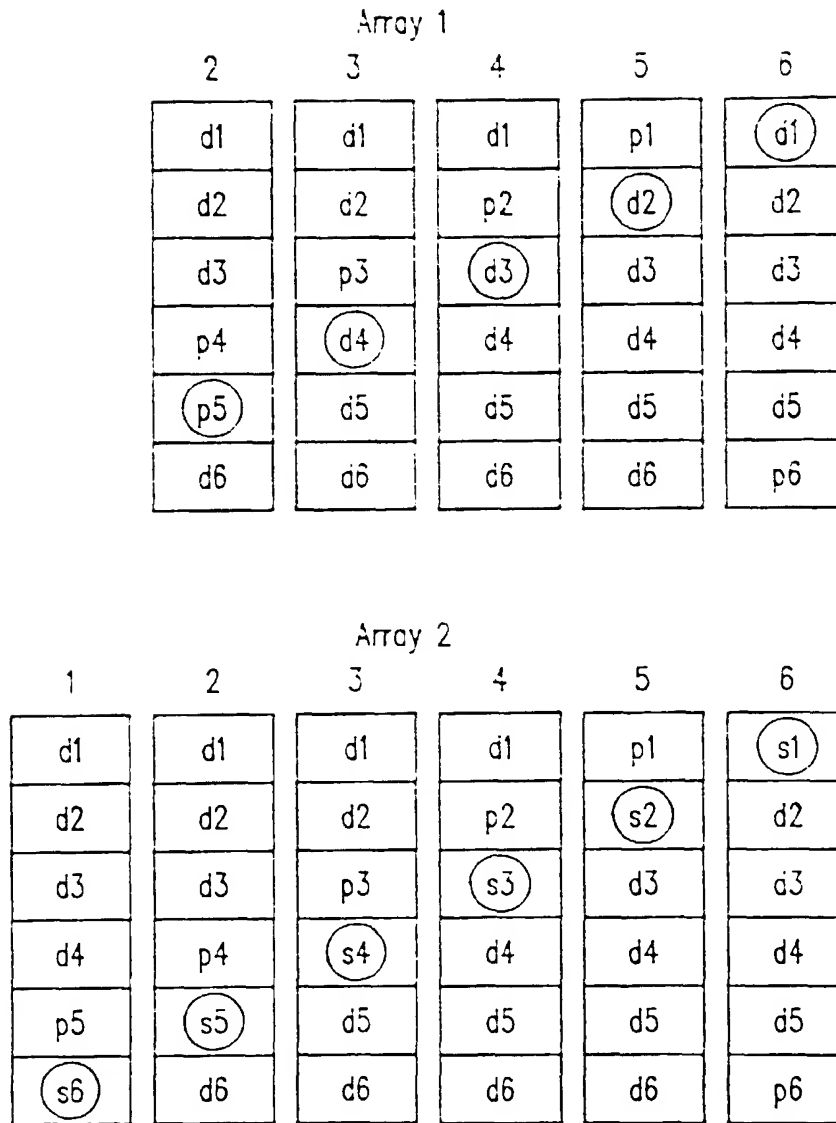 Array 1
2 3 4 5 6
d1 d1 d1 p1 d1
d2 d2 p2 d2 d2
d3 p3 d3 d3 d3
p4 d4 d4 d4 d4
p5 d5 d5 d5 d5
d6 d6 d6 d6 p6
Array 2
1 2 3 4 5 6
d1 d1 d1 d1 p1 s1
d2 d2 d2 p2 s2 d2
d3 d3 p3 s3 d3 d3
d4 p4 s4 d4 d4 d4
p5 s5 d5 d5 d5 d5
s6 d6 d6 d6 d6 p6